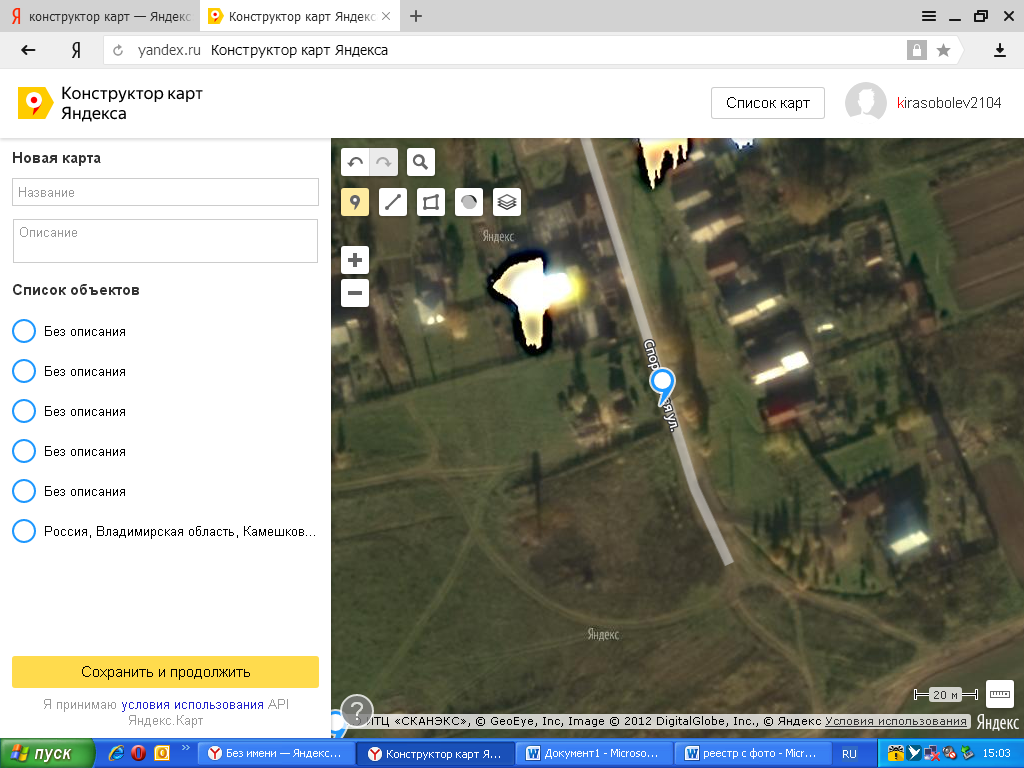 конструктор карт — Яндекс
Конструктор карт Яндекс
yandex.ru Конструктор карт Яндекса
Конструктор карт
Яндекса
Список карт
kirasobolev2104
Новая карта
Название
Описание
Список объектов
Без описания
Без описания
Без описания
Без описания
Без описания
Россия, Владимирская область, Камешков...
Сохранить и продолжить
Я принимаю условия использования API
Яндекс.Карт
Яндекс
ул.
Яндекс
20 м
?
ИТЦ «СКАНЭКС», © GeoEye, Inc, Image © 2012 DigitalGlobe, Inc., © Яндекс Условия использования
Яндекс
пуск
Без имени — Яндекс...
Конструктор карт Я...
Документ1 - Microso...
реестр с фото - Micr...
RU
15:03